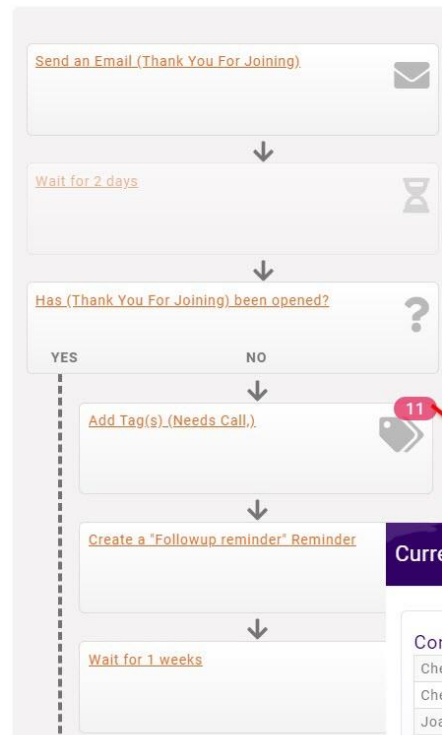 Send an Email (Thank You For Joining)
Wait for 2 days
Has (Thank You For Joining) been opened?
YES NO
11
Add Tag(s) (Needs Call,)
Create a "Followup reminder" Reminder
Wait for 1 weeks